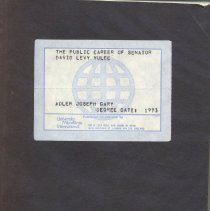 THE PUBLIC CAREER OF SENATOR
DAVID LEVY YULEE
ADLER JOSEPH GARY
DEGREE DATE: 1973
University
Microfilms
International